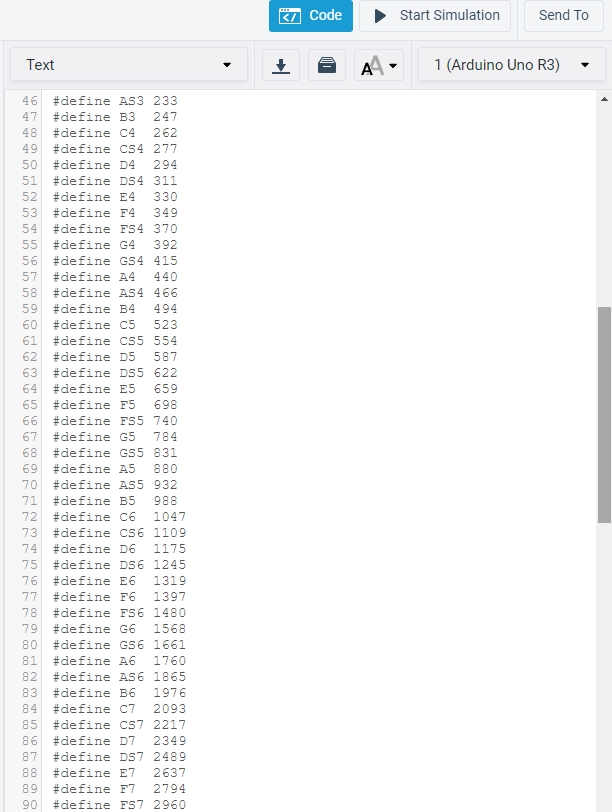 Code Start Simulation Send To
Text 1 (Arduino Uno R3)
46 #define AS3 233
47 #define B3 247
48 #define C4 262
49 #define CS4 277
50 #define D4 294
51 #define DS4 311
52 #define E4 330
53 #define F4 349
54 #define FS4 370
55 #define G4 392
56 #define GS4 415
57 #define A4 440
58 #define AS4 466
59 #define B4 494
60 #define C5 523
61 #define CS5 554
62 #define D5 587
63 #define DS5 622
64 #define E5 659
65 #define F5 698
66 #define FS5 740
67 #define G5 784
68 #define GS5 831
69 #define A5 880
70 #define AS5 932
71 #define B5 988
72 #define C6 1047
73 #define CS6 1109
74 #define D6 1175
75 #define DS6 1245
76 #define E6 1319
77 #define F6 1397
78 #define FS6 1480
79 #define G6 1568
80 #define GS6 1661
81 #define A6 1760
82 #define AS6 1865
83 #define B6 1976
84 #define C7 2093
85 #define CS7 2217
86 #define D7 2349
87 #define DS7 2489
88 #define E7 2637
89 #define F7 2794
90 #define FS7 2960